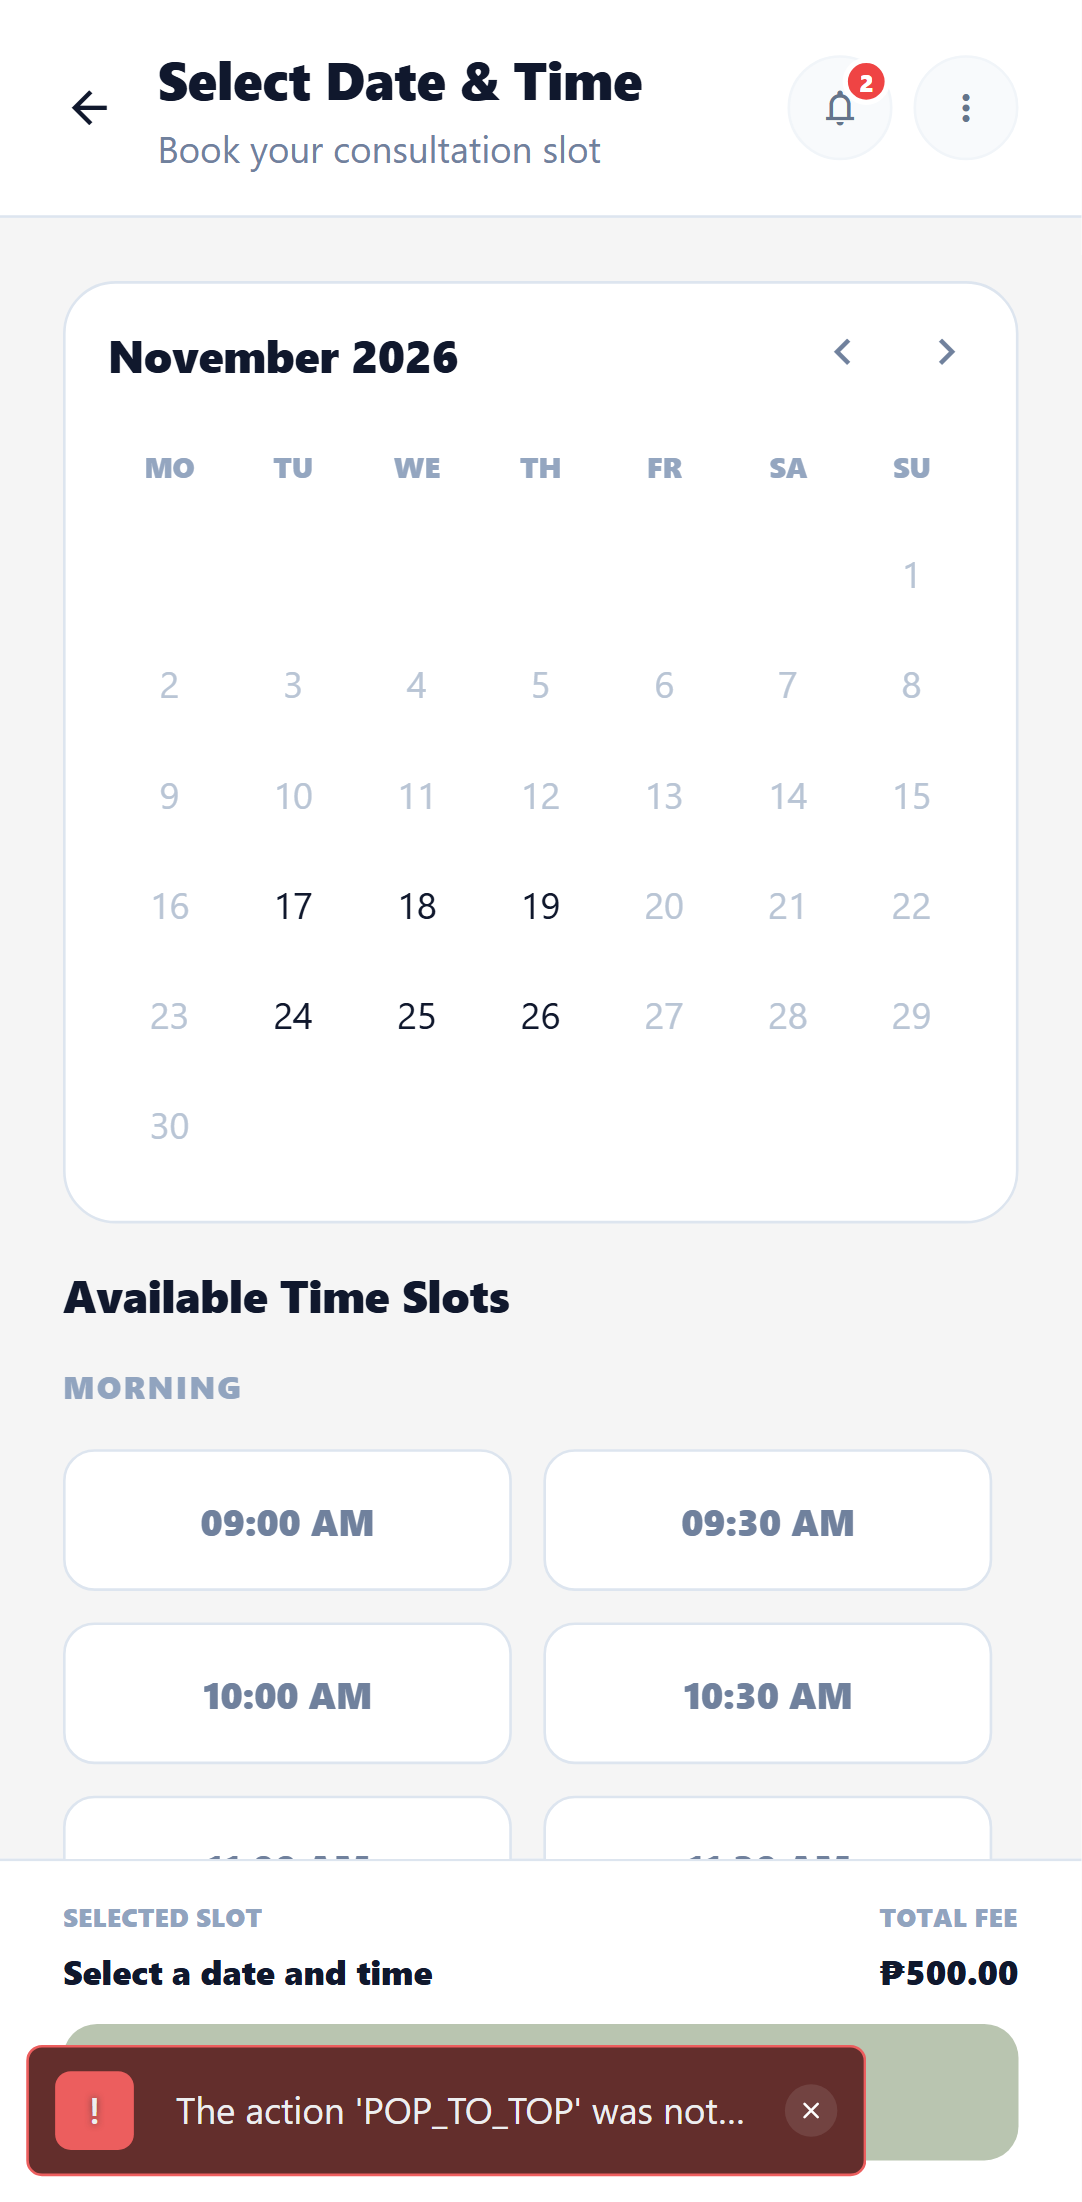 Select Date & Time
2
Book your consultation slot
November 2026
MO TU WE TH FR SA SU
1
2 3 4 5 6 7 8
9 10 11 12 13 14 15
16 17 18 19 20 21 22
23 24 25 26 27 28 29
30
Available Time Slots
MORNING
09:00 AM 09:30 AM
10:00 AM 10:30 AM
SELECTED SLOT TOTAL FEE
Select a date and time ₱500.00
! The action 'POP_TO_TOP' was not...